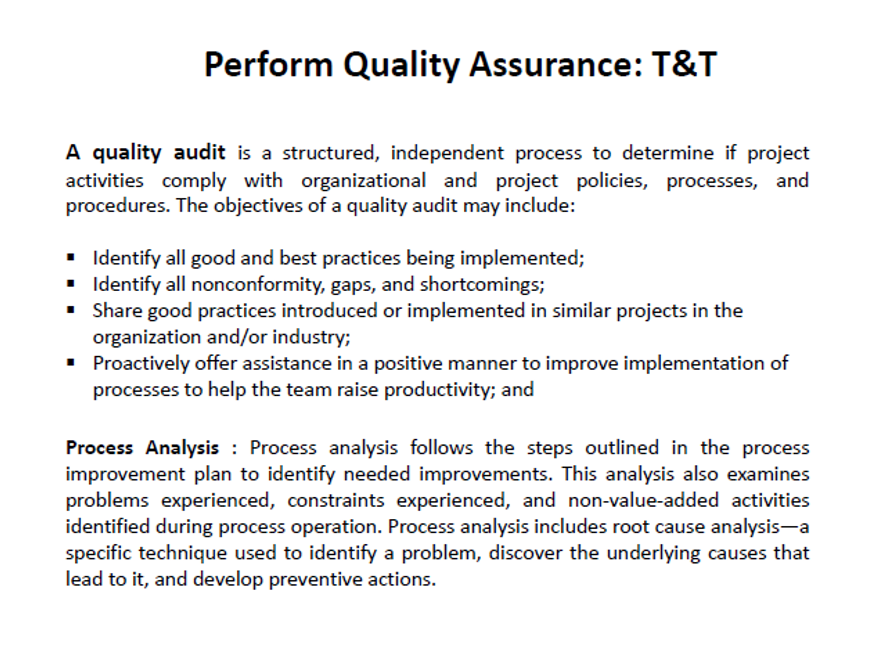 Perform Quality Assurance: T&T
A quality audit is a structured, independent process to determine if project
activities comply with organizational and project policies, processes, and
procedures. The objectives of a quality audit may include:
▪ Identify all good and best practices being implemented;
▪ Identify all nonconformity, gaps, and shortcomings;
▪ Share good practices introduced or implemented in similar projects in the
organization and/or industry;
▪ Proactively offer assistance in a positive manner to improve implementation of
processes to help the team raise productivity; and
Process Analysis : Process analysis follows the steps outlined in the process
improvement plan to identify needed improvements. This analysis also examines
problems experienced, constraints experienced, and non-value-added activities
identified during process operation. Process analysis includes root cause analysis—a
specific technique used to identify a problem, discover the underlying causes that
lead to it, and develop preventive actions.